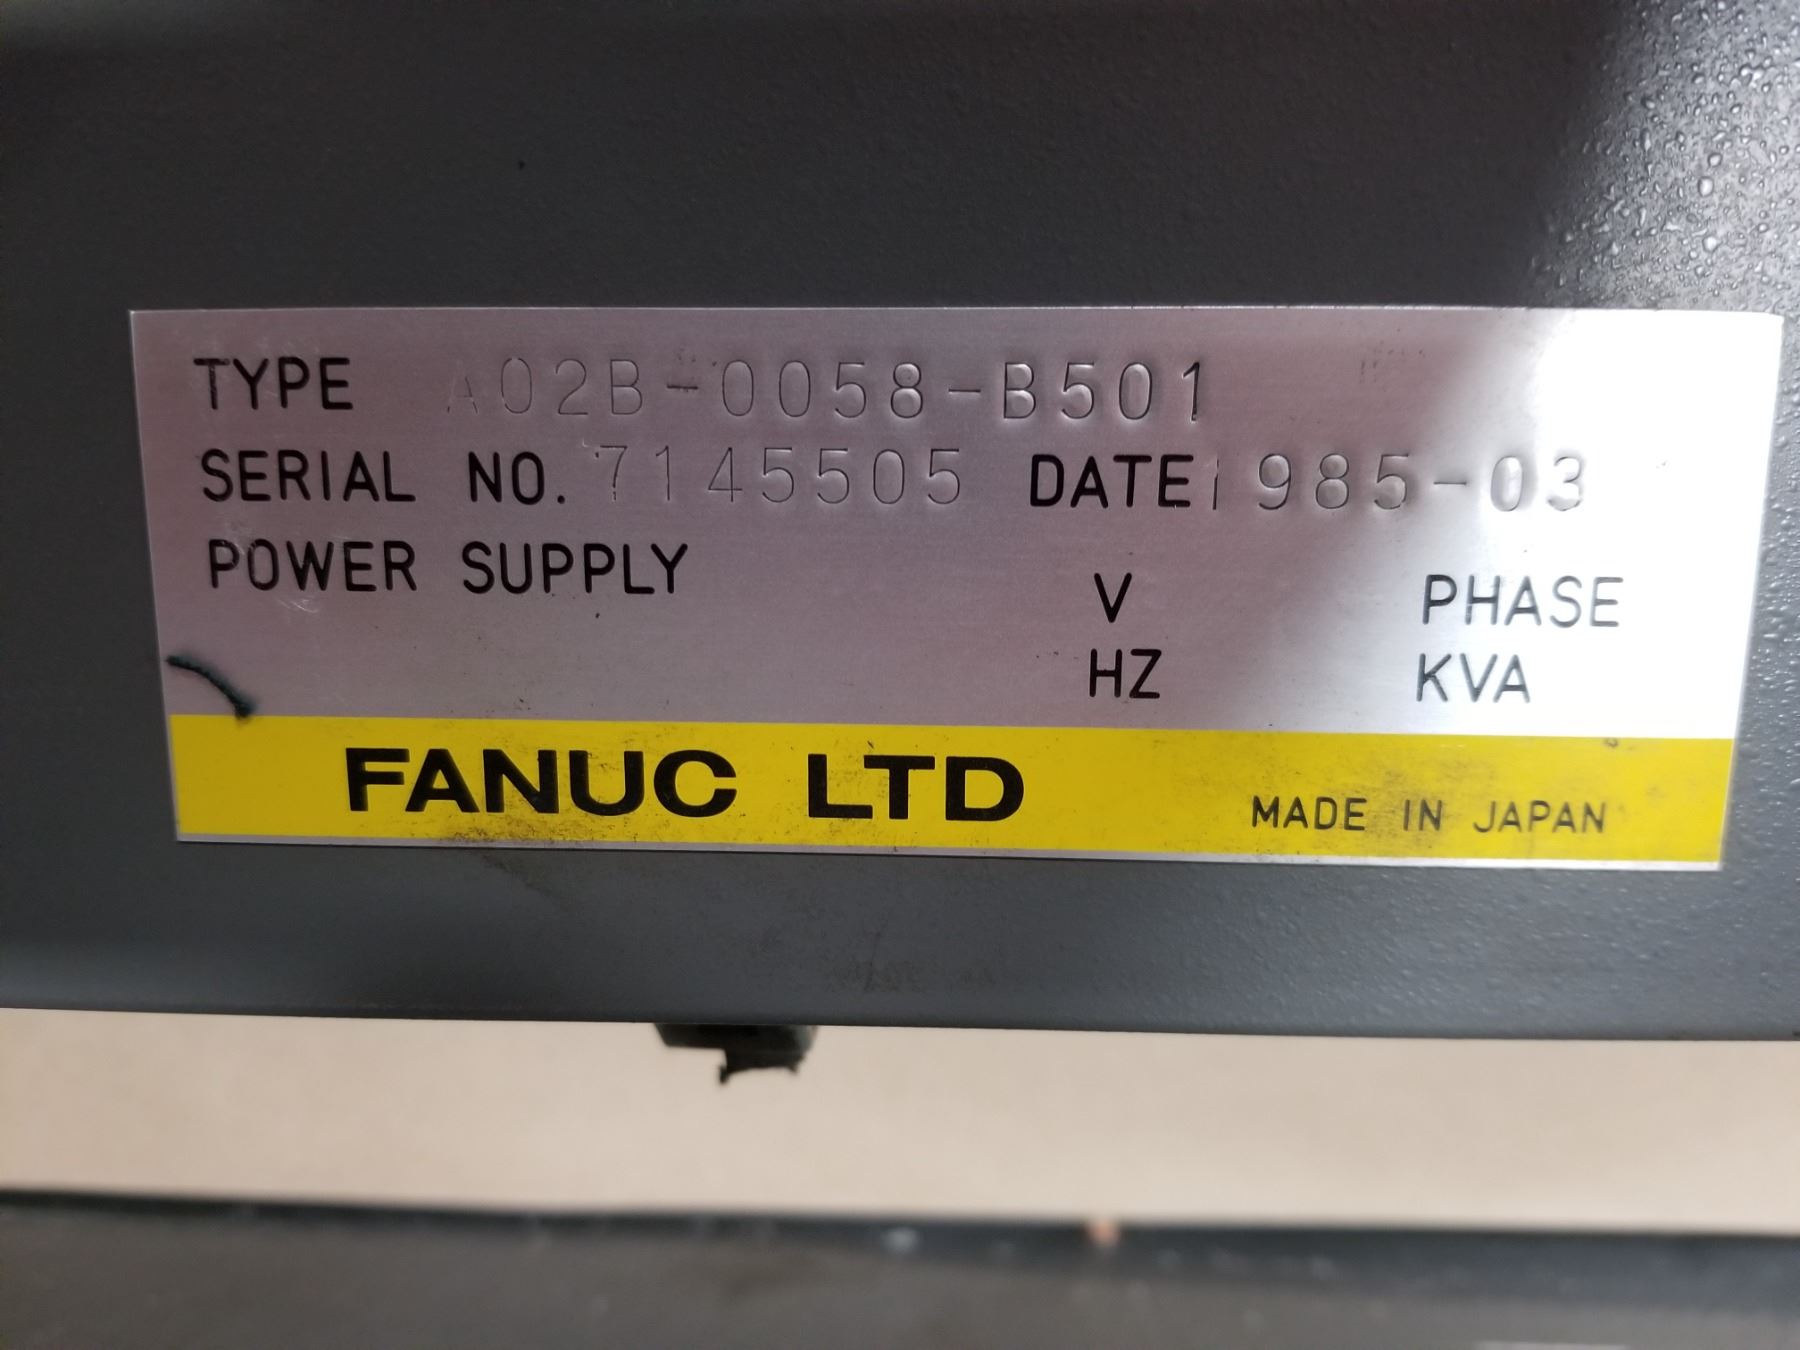 TYPE A02B-0058-B501
SERIAL NO. 7145505 DATE 1985-03
POWER SUPPLY
V PHASE
HZ KVA
FANUC LTD
MADE IN JAPAN